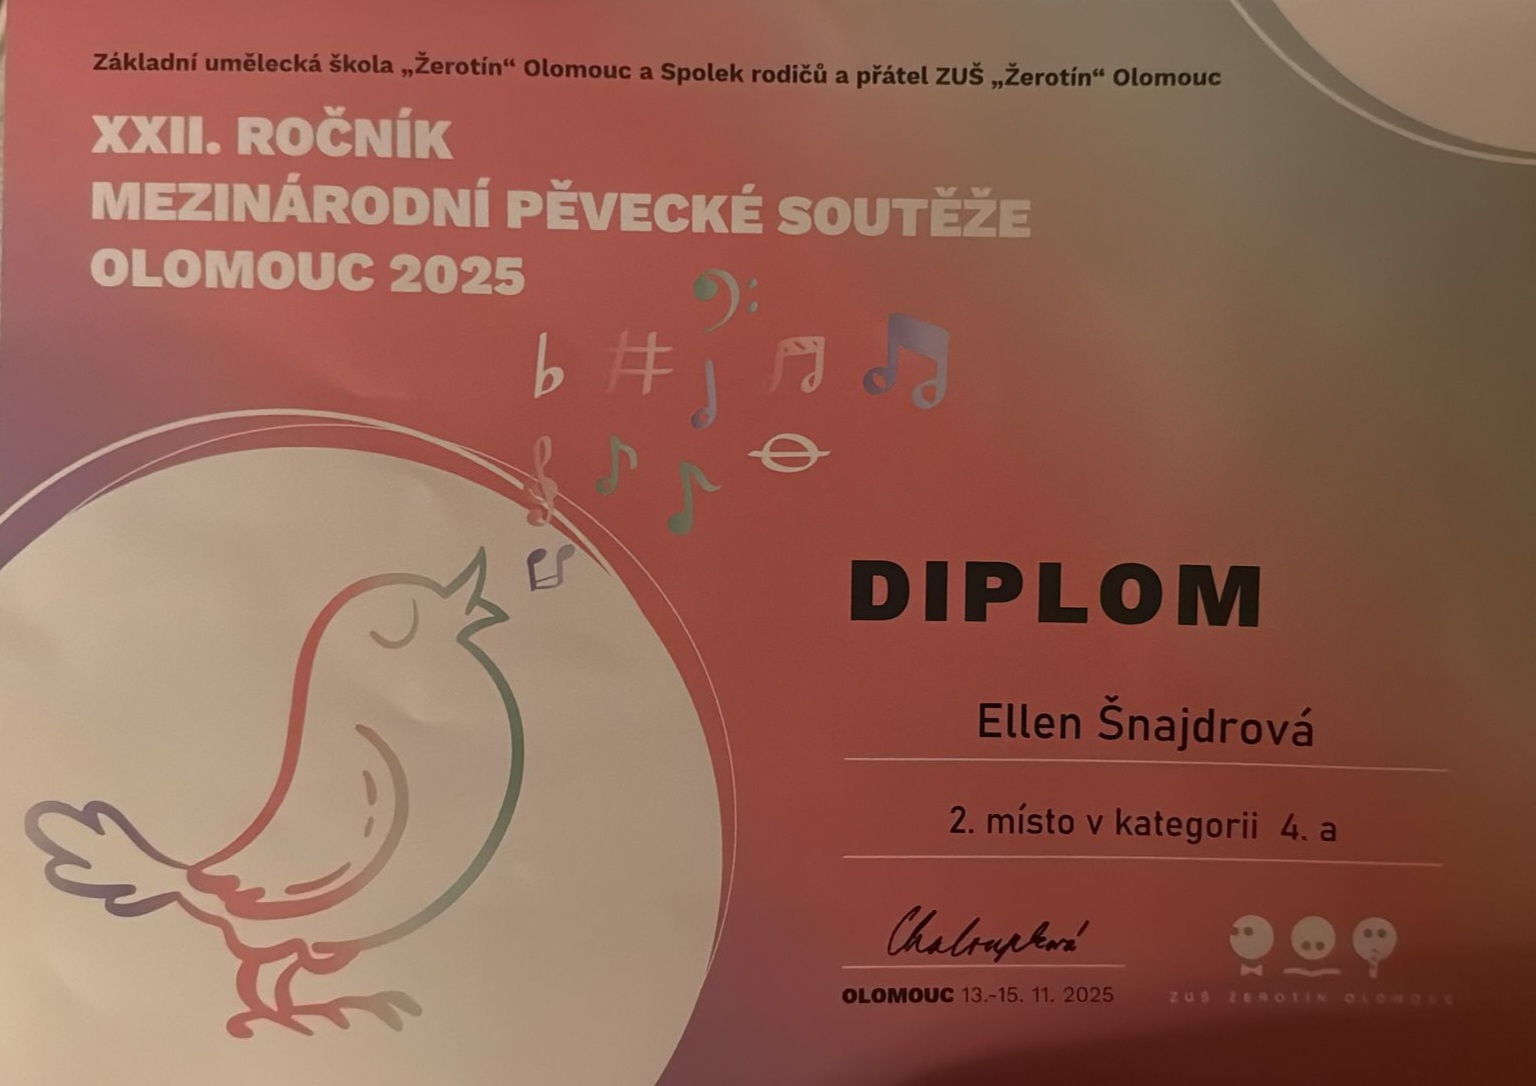 Základní umělecká škola „Žerotín“ Olomouc a Spolek rodičů a přátel ZUŠ „Žerotín“ Olomouc
XXII. ROČNÍK
MEZINÁRODNÍ PĚVECKÉ SOUTĚŽE
OLOMOUC 2025
DIPLOM
Ellen Šnajdrová
2. místo v kategorii 4. a
Chaloupková
OLOMOUC 13.-15. 11. 2025
ZUŠ ŽEROTÍN OLOMOUC